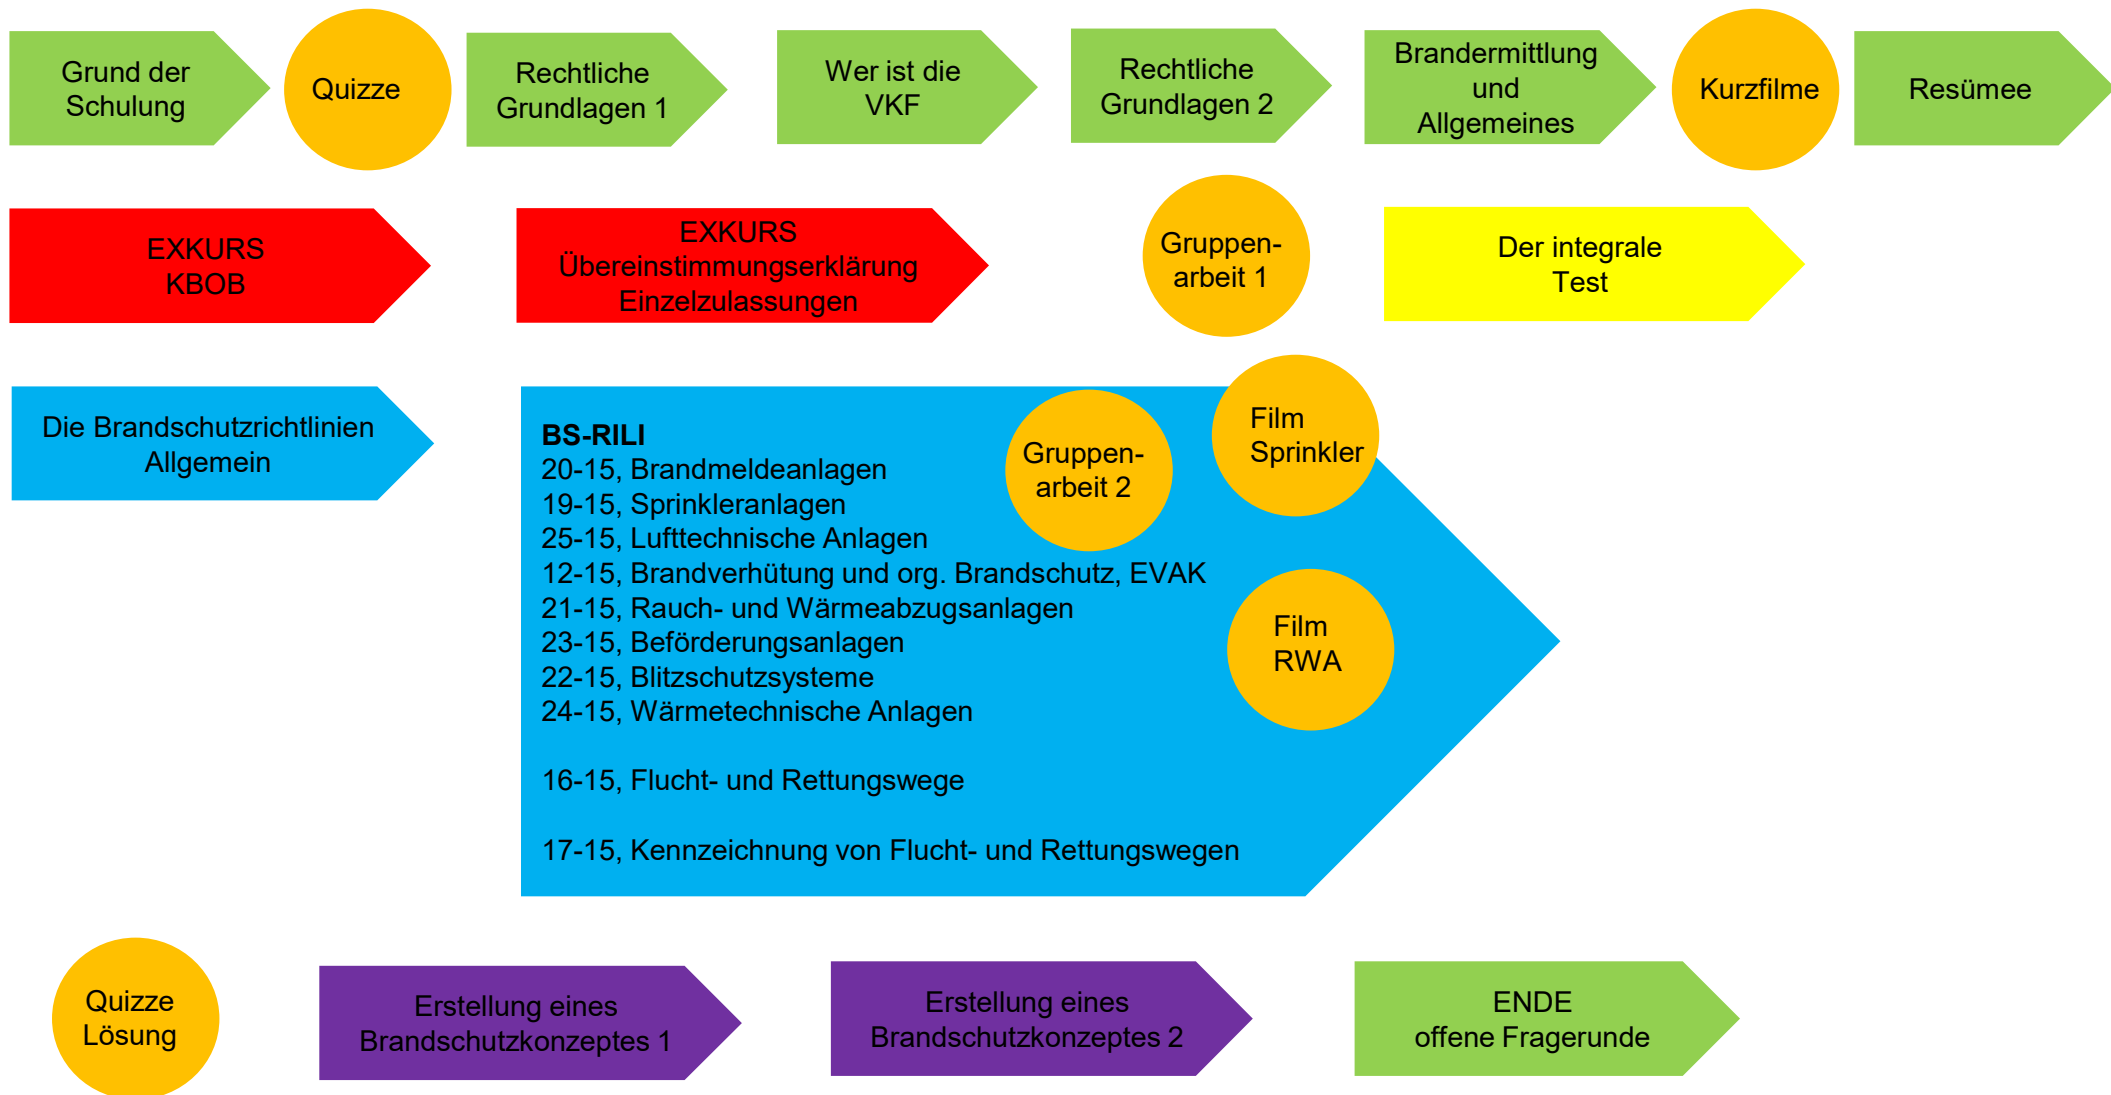 Grund der
Schulung
Quizze
Rechtliche
Grundlagen 1
Wer ist die
VKF
Rechtliche
Grundlagen 2
Brandermittlung
und
Allgemeines
Kurzfilme
Resümee
EXKURS
KBOB
EXKURS
Übereinstimmungserklärung
Einzelzulassungen
Gruppen-
arbeit 1
Der integrale
Test
Die Brandschutzrichtlinien
Allgemein
BS-RILI
20-15, Brandmeldeanlagen
19-15, Sprinkleranlagen
25-15, Lufttechnische Anlagen
12-15, Brandverhütung und org. Brandschutz, EVAK
21-15, Rauch- und Wärmeabzugsanlagen
23-15, Beförderungsanlagen
22-15, Blitzschutzsysteme
24-15, Wärmetechnische Anlagen
16-15, Flucht- und Rettungswege
17-15, Kennzeichnung von Flucht- und Rettungswegen
Gruppen-
arbeit 2
Film
Sprinkler
Film
RWA
Quizze
Lösung
Erstellung eines
Brandschutzkonzeptes 1
Erstellung eines
Brandschutzkonzeptes 2
ENDE
offene Fragerunde